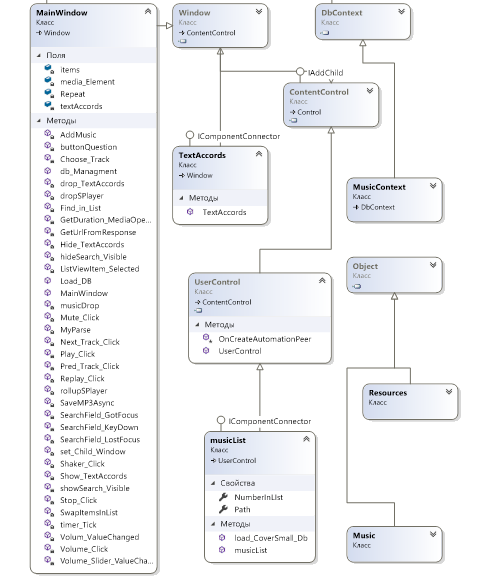 MainWindow
Класс
Window
Поля
items
media_Element
Repeat
textAccords
Методы
AddMusic
buttonQuestion
Choose_Track
db_Managment
drop_TextAccords
dropSPlayer
Find_in_List
GetDuration_MediaOpe...
GetUrlFromResponse
Hide_TextAccords
hideSearch_Visible
ListViewItem_Selected
Load_DB
MainWindow
musicDrop
Mute_Click
MyParse
Next_Track_Click
Play_Click
Pred_Track_Click
Replay_Click
rollupSPlayer
SaveMP3Async
SearchField_GotFocus
SearchField_KeyDown
SearchField_LostFocus
set_Child_Window
Shaker_Click
Show_TextAccords
showSearch_Visible
Stop_Click
SwapItemsInList
timer_Tick
Volum_ValueChanged
Volume_Click
Volume_Slider_ValueCha...
Window
Класс
ContentControl
DbContext
Класс
IAddChild
ContentControl
Класс
Control
IComponentConnector
TextAccords
Класс
Window
Методы
TextAccords
MusicContext
Класс
DbContext
UserControl
Класс
ContentControl
Методы
OnCreateAutomationPeer
UserControl
Object
Класс
Resources
Класс
IComponentConnector
musicList
Класс
UserControl
Свойства
NumberInList
Path
Методы
load_CoverSmall_Db
musicList
Music
Класс